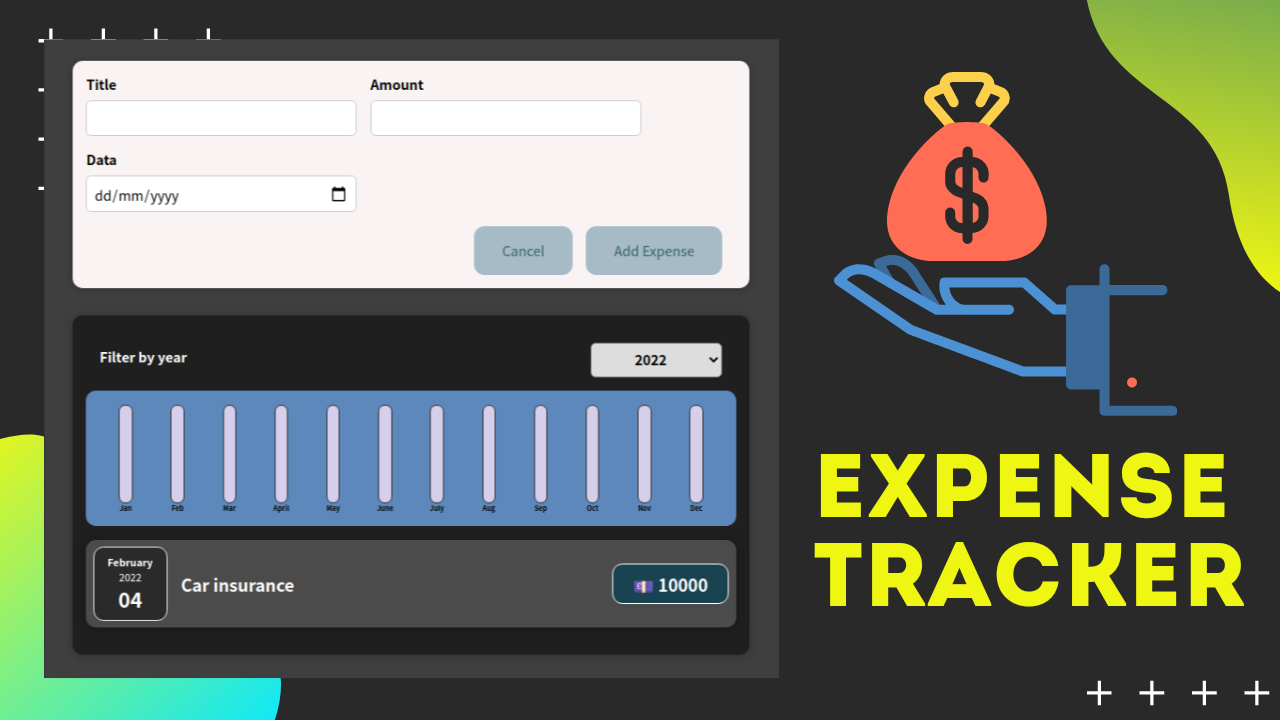 Title Amount
Data
dd/mm/yyyy
Cancel Add Expense
Filter by year 2022
Jan Feb Mar April May June July Aug Sep Oct Nov Dec
February
2022
04
Car insurance
💷 10000
$
EXPENSE
TRACKER